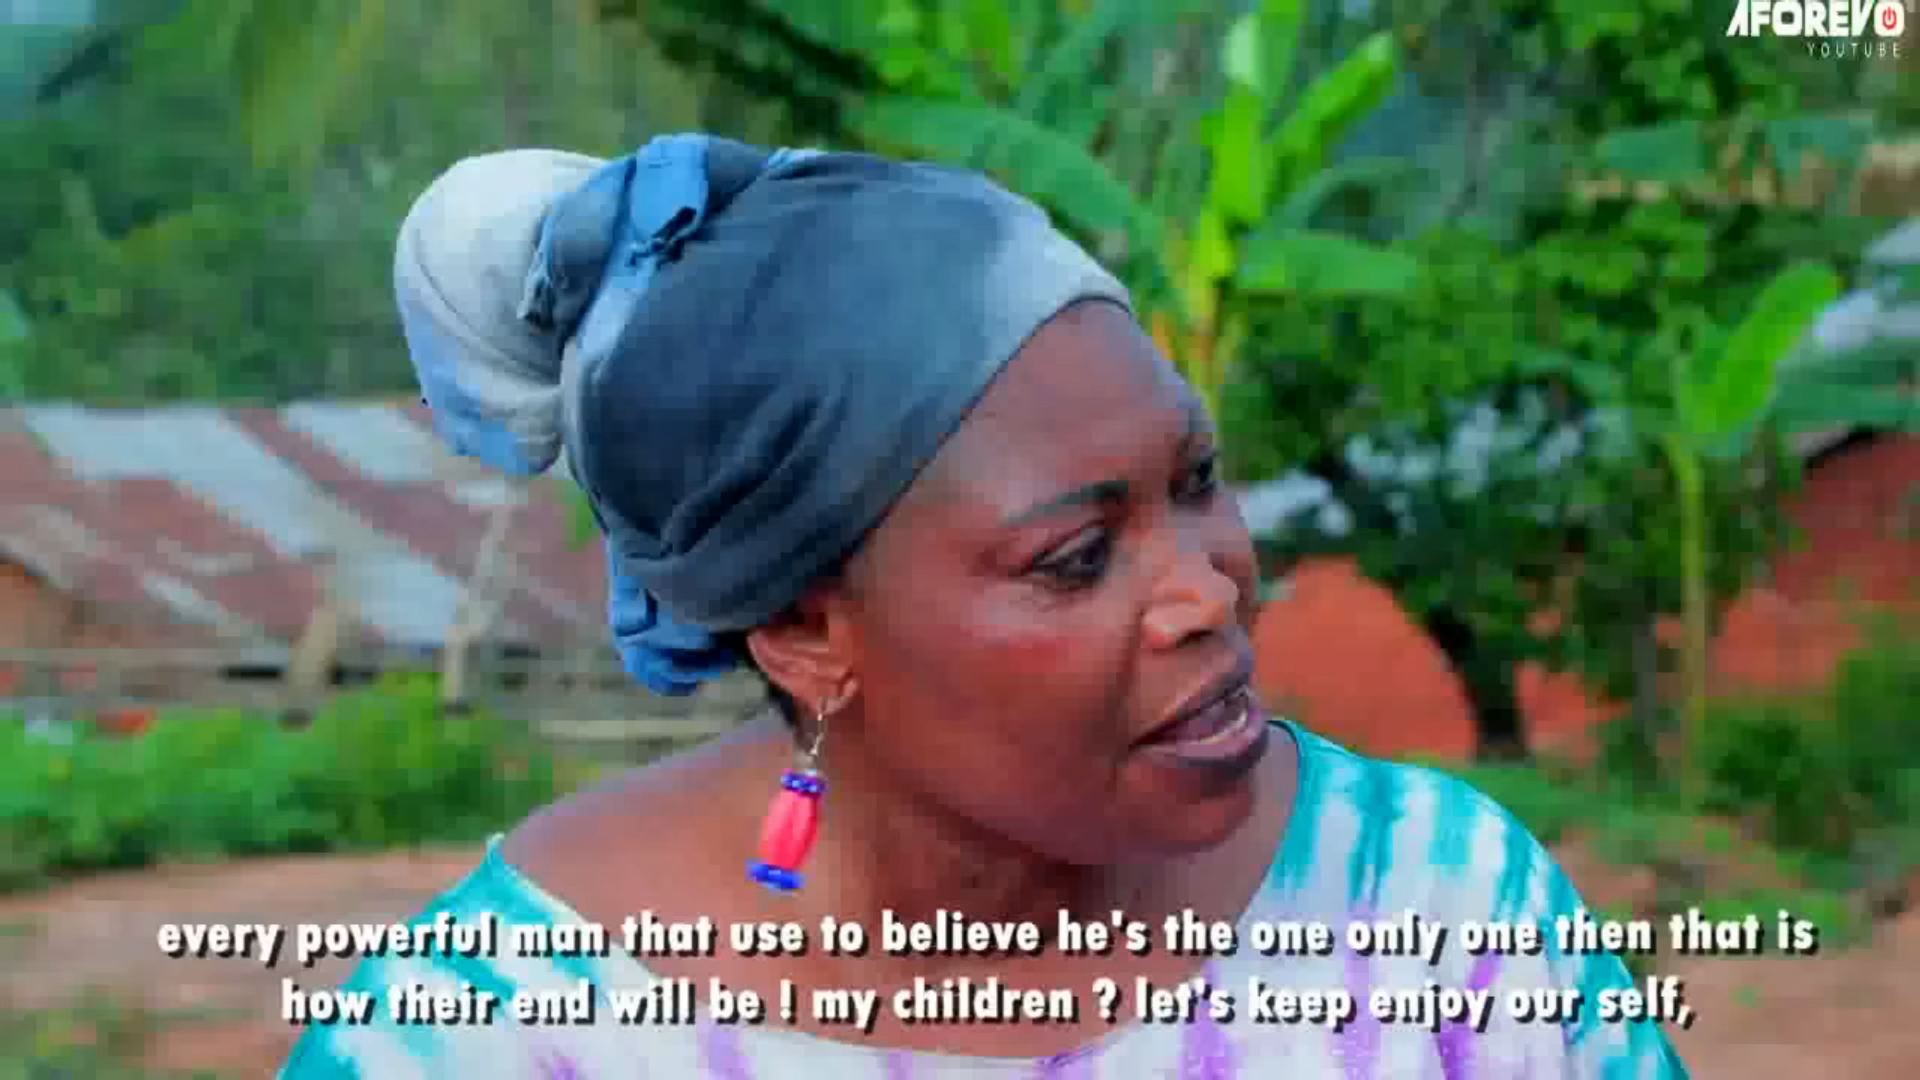 AFOREVO
YOUTUBE
every powerful man that use to believe he's the one only one then that is
how their end will be ! my children ? let's keep enjoy our self,